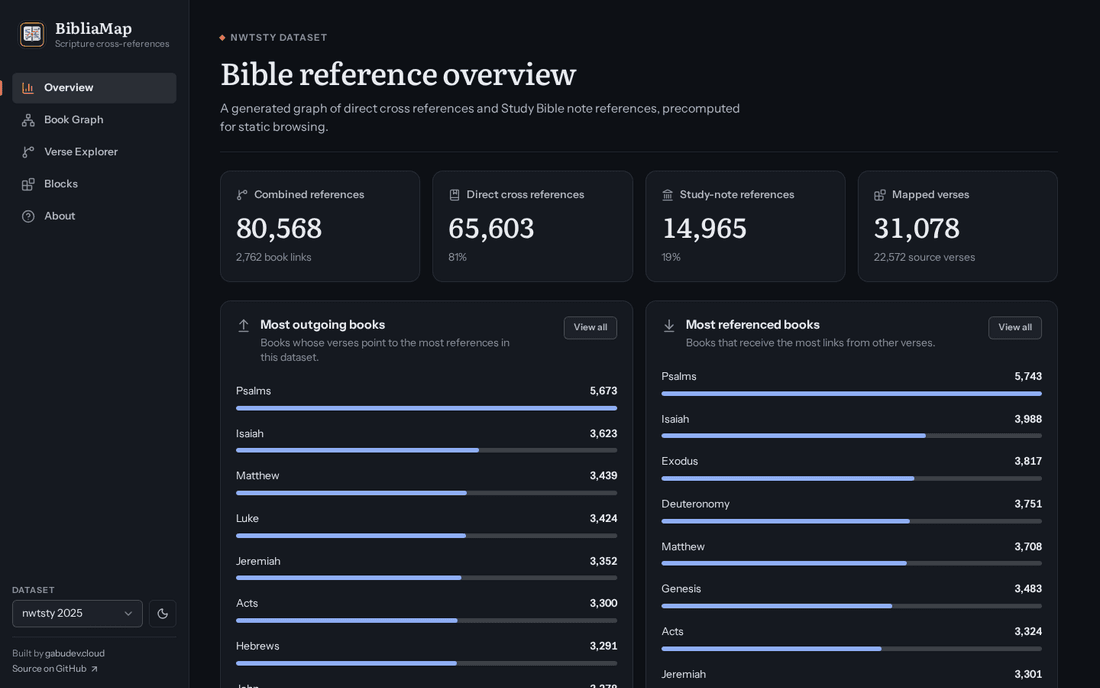 BibliaMap
Scripture cross-references
Overview
Book Graph
Verse Explorer
Blocks
About
DATASET
nwtsty 2025
Built by gabudev.cloud
Source on GitHub ↗
NWTSTY DATASET
Bible reference overview
A generated graph of direct cross references and Study Bible note references, precomputed
for static browsing.
Combined references
80,568
2,762 book links
Direct cross references
65,603
81%
Study-note references
14,965
19%
Mapped verses
31,078
22,572 source verses
Most outgoing books
View all
Books whose verses point to the most references in
this dataset.
Psalms 5,673
Isaiah 3,623
Matthew 3,439
Luke 3,424
Jeremiah 3,352
Acts 3,300
Hebrews 3,291
John 3,278
Most referenced books
View all
Books that receive the most links from other verses.
Psalms 5,743
Isaiah 3,988
Exodus 3,817
Deuteronomy 3,751
Matthew 3,708
Genesis 3,483
Acts 3,324
Jeremiah 3,301